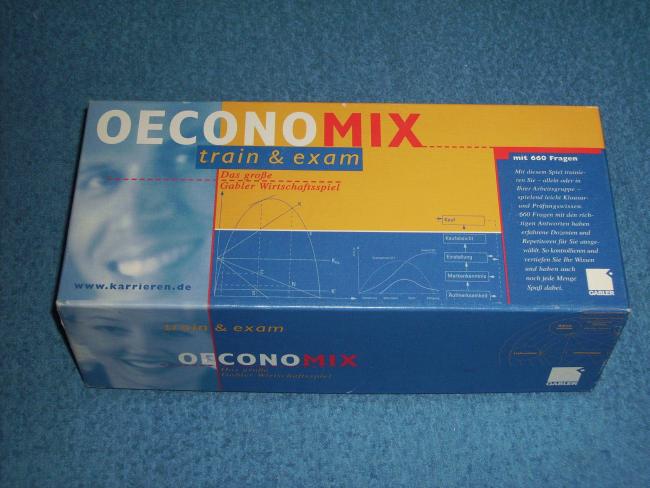 OECONOMIX
train & exam
Das große
Gabler Wirtschaftsspiel
mit 660 Fragen
Mit diesem Spiel trainie-
ren Sie – allein oder in
Ihrer Arbeitsgruppe –
spielend leicht Klausur-
und Prüfungswissen.
660 Fragen mit den rich-
tigen Antworten haben
erfahrene Dozenten und
Repetitoren für Sie ausge-
wählt. So kontrollieren und
vertiefen Sie Ihr Wissen
und haben auch
noch jede Menge
Spaß dabei.
Kauf
Kaufabsicht
Einstellung
Markenkenntnis
Aufmerksamkeit
www.karrieren.de
GABLER
train & exam
OECONOMIX
Das große
Gabler Wirtschaftsspiel
GABLER